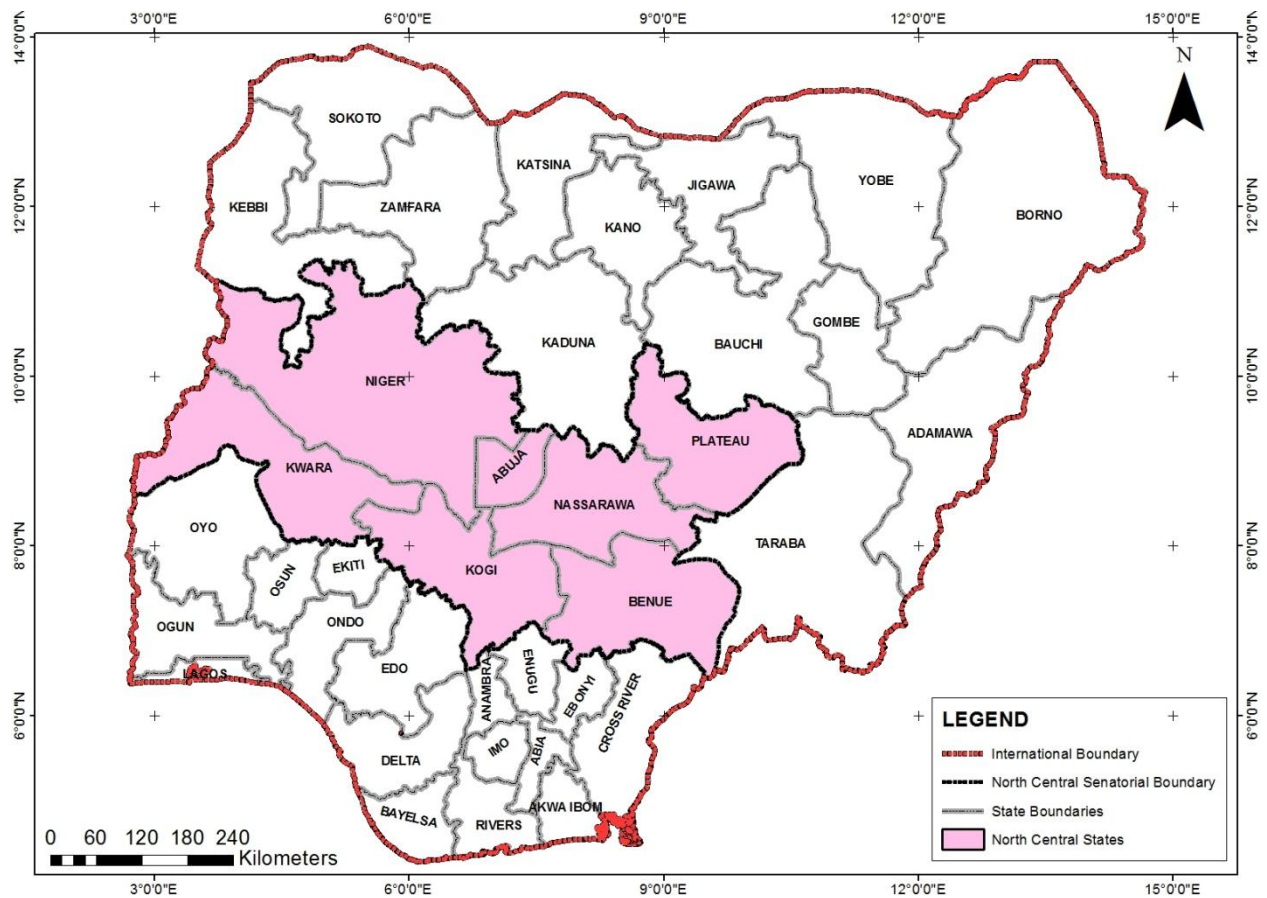 3°0'0"E 6°0'0"E 9°0'0"E 12°0'0"E 15°0'0"E
14°0'0"N 14°0'0"N
N
SOKOTO
KATSINA
JIGAWA
YOBE
KEBBI
ZAMFARA
BORNO
12°0'0"N 12°0'0"N
KANO
GOMBE
KADUNA
BAUCHI
NIGER
10°0'0"N 10°0'0"N
ADAMAWA
PLATEAU
KWARA
ABUJA
NASSARAWA
OYO
TARABA
8°0'0"N 8°0'0"N
OSUN
EKITI
KOGI
BENUE
OGUN
ONDO
EDO
LAGOS
ANAMBRA
ENUGU
EBONYI
CROSS RIVER
6°0'0"N 6°0'0"N
IMO
ABIA
DELTA
BAYELSA
RIVERS
AKWA IBOM
LEGEND
International Boundary
North Central Senatorial Boundary
State Boundaries
North Central States
0 60 120 180 240
Kilometers
3°0'0"E 6°0'0"E 9°0'0"E 12°0'0"E 15°0'0"E